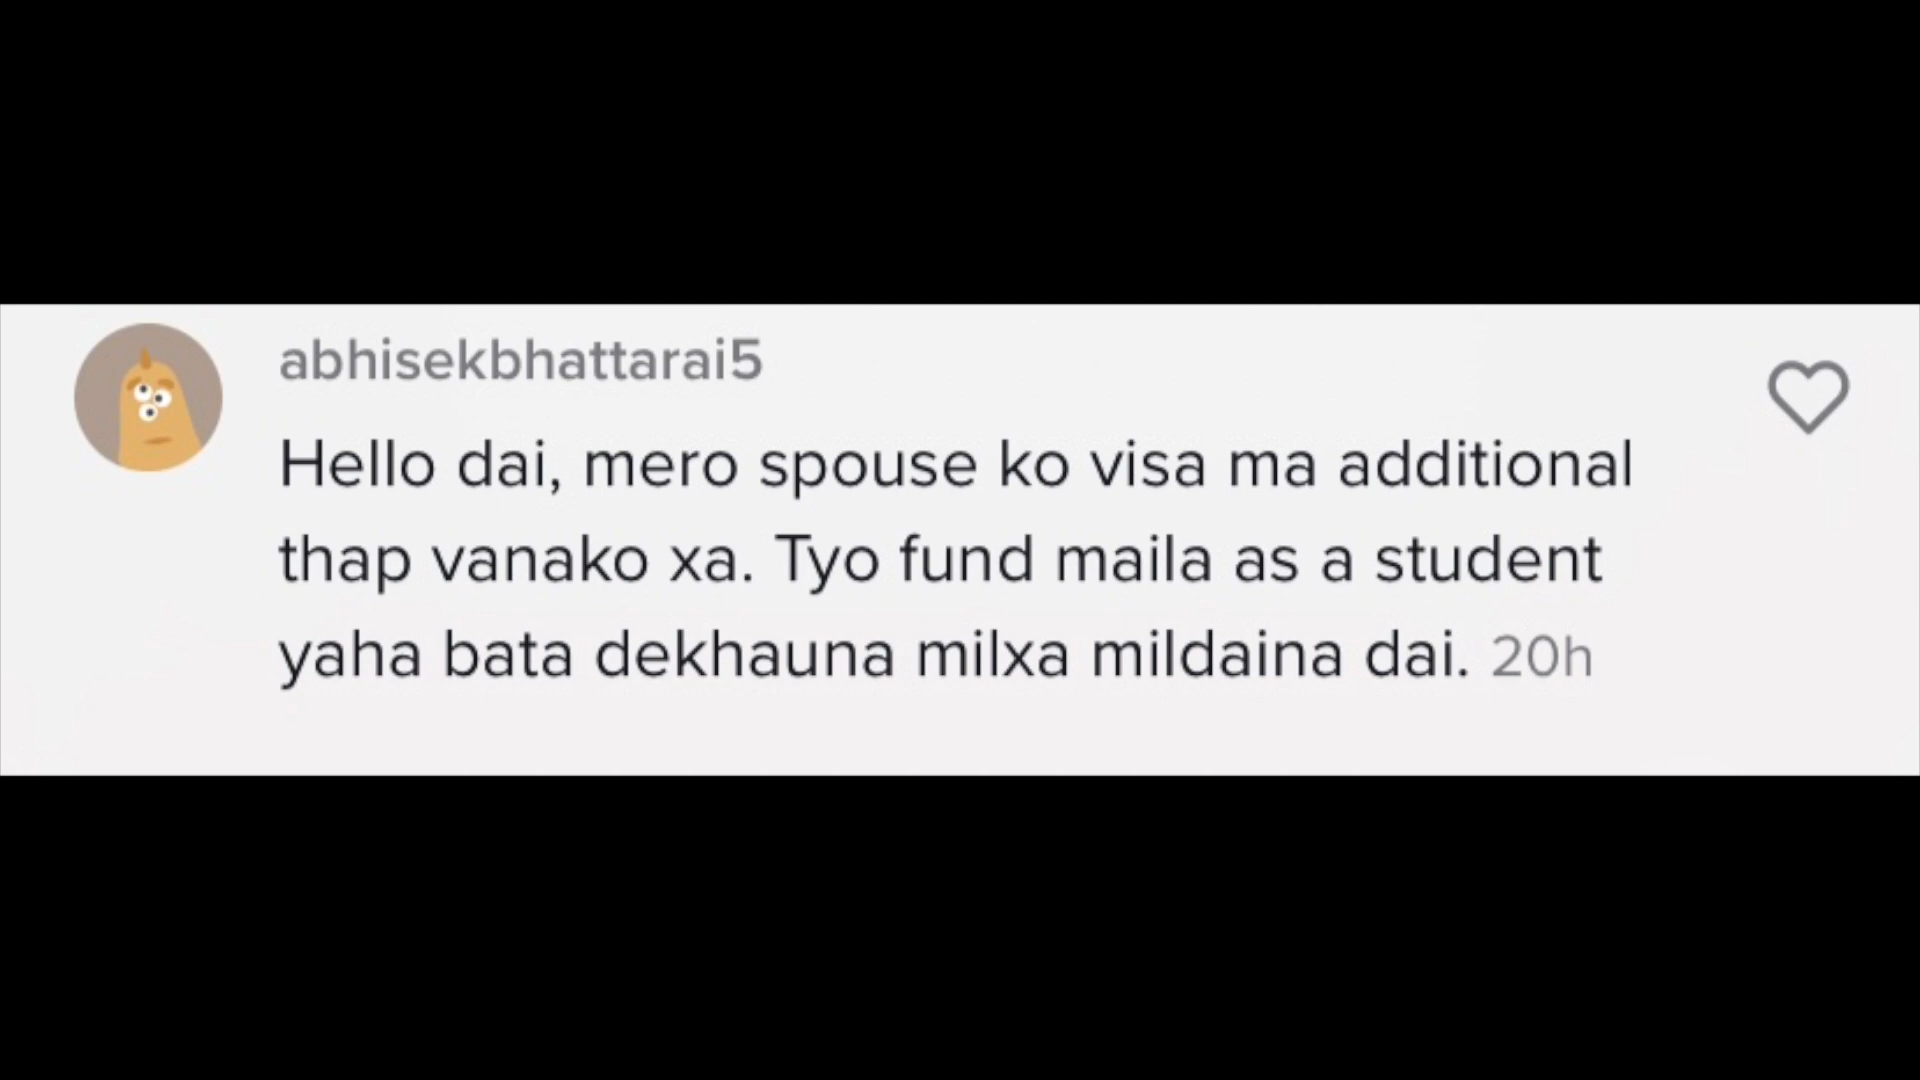 abhisekbhattarai5
Hello dai, mero spouse ko visa ma additional
thap vanako xa. Tyo fund maila as a student
yaha bata dekhauna milxa mildaina dai. 20h